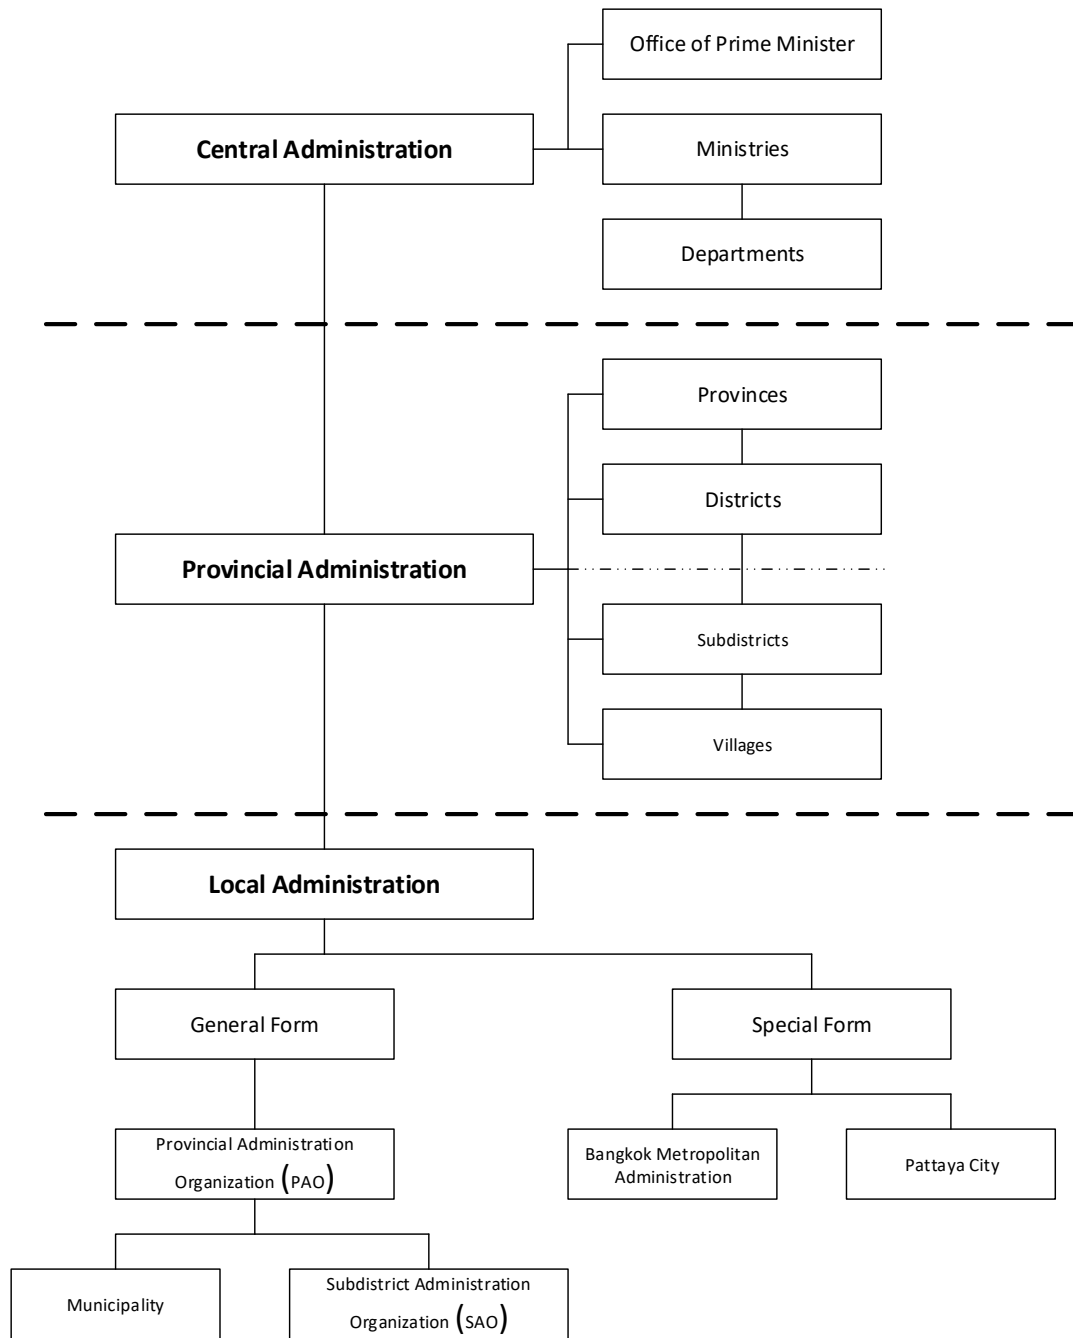 Office of Prime Minister
Central Administration
Ministries
Departments
Provinces
Districts
Provincial Administration
Subdistricts
Villages
Local Administration
General Form
Special Form
Provincial Administration
Organization (PAO)
Bangkok Metropolitan
Administration
Pattaya City
Municipality
Subdistrict Administration
Organization (SAO)